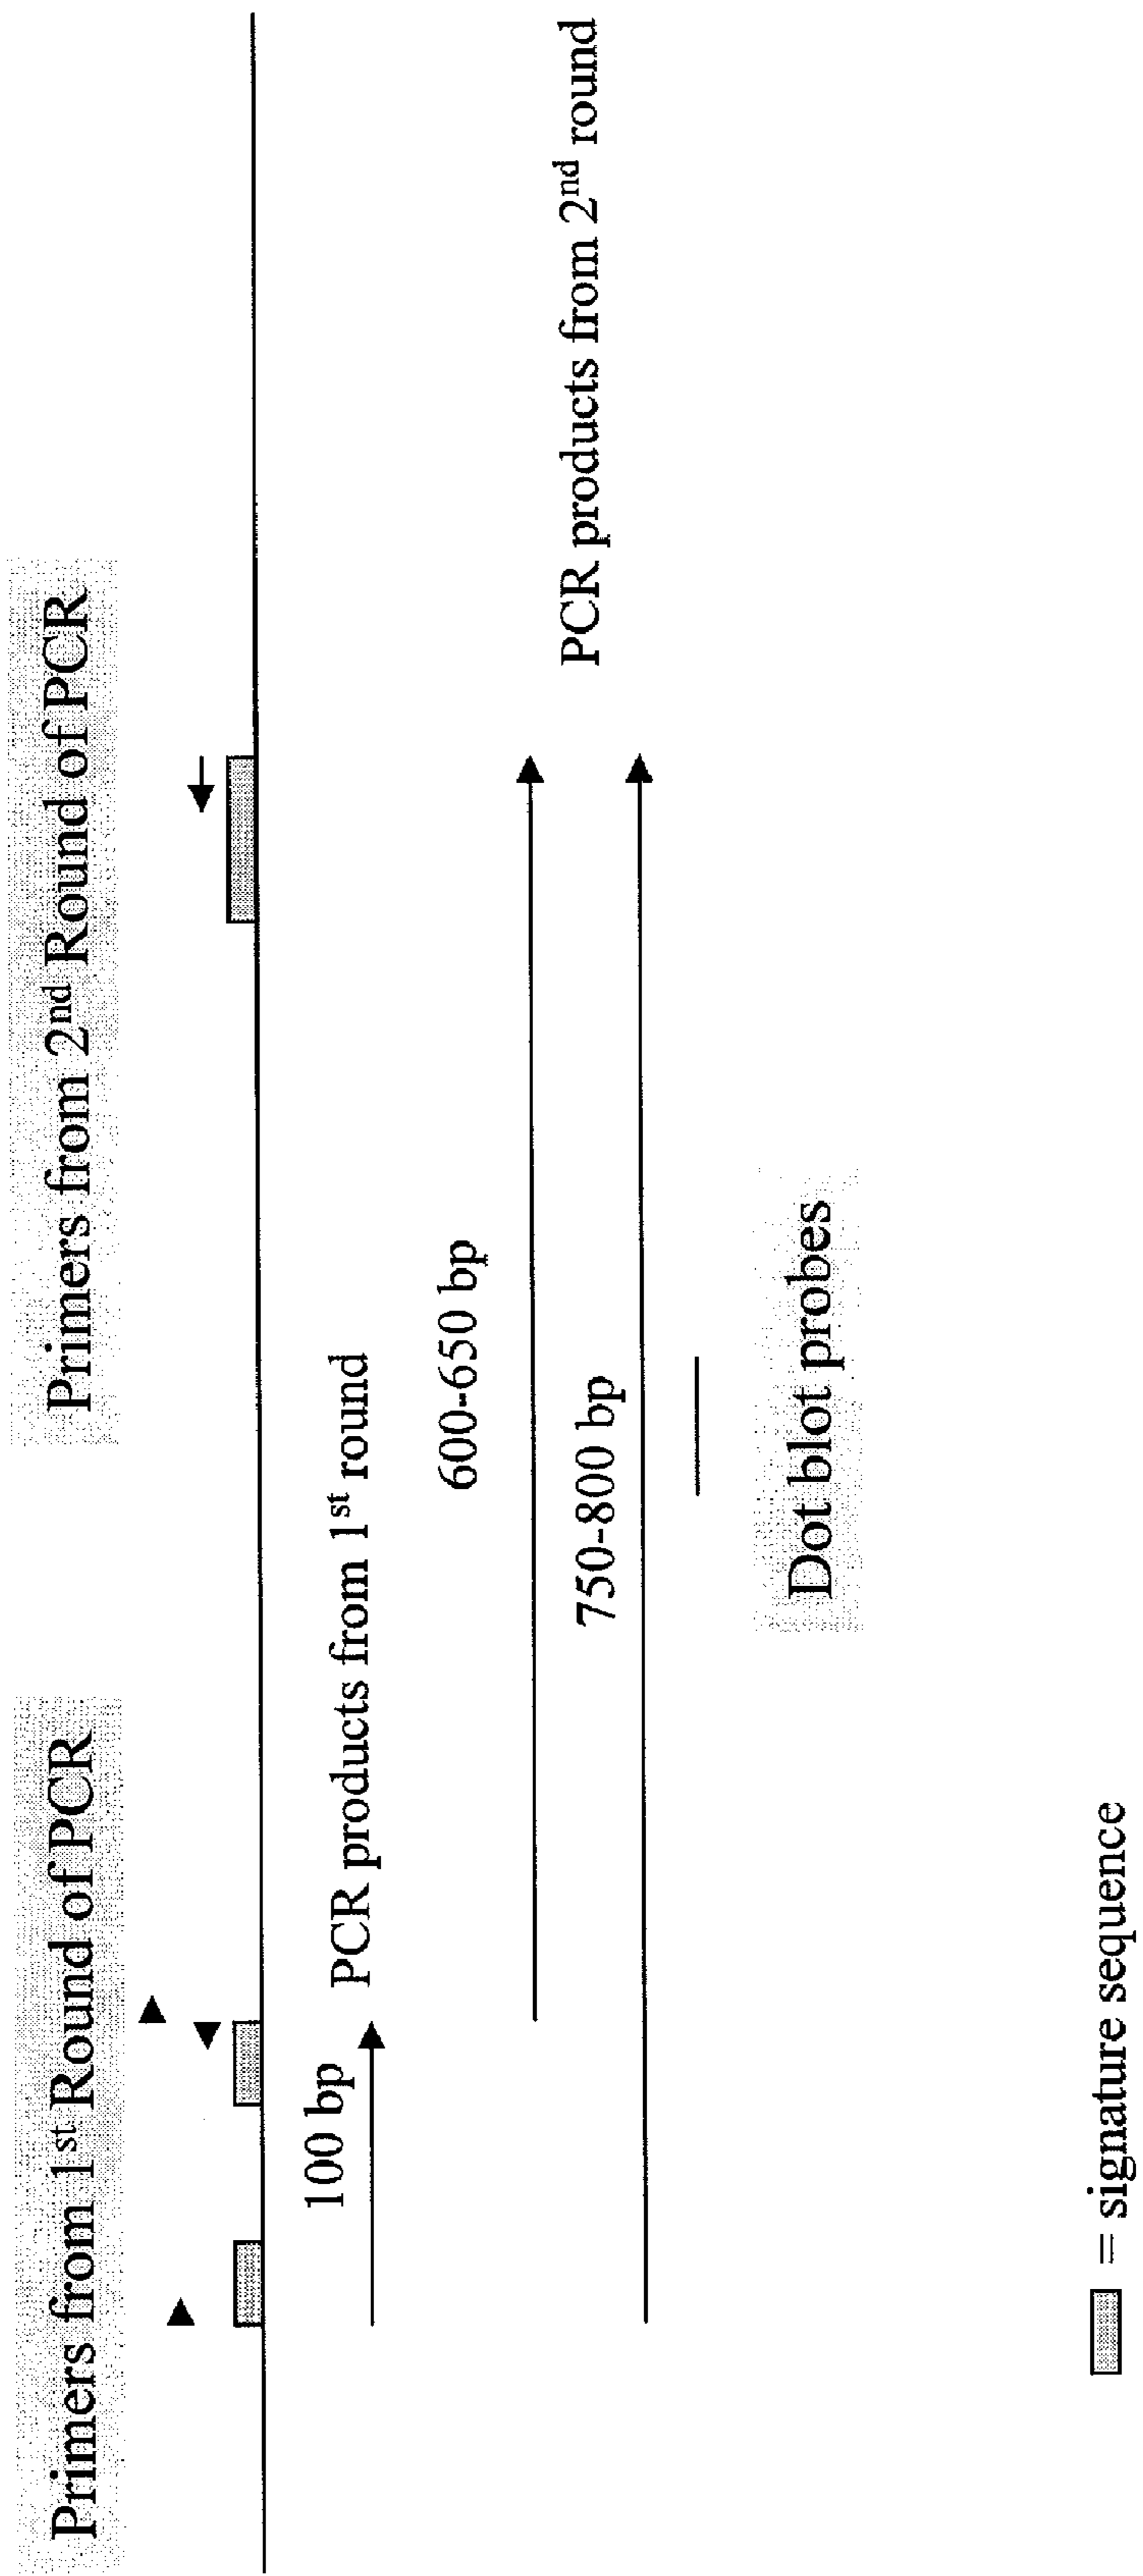 Primers from 1st Round of PCR
Primers from 2nd Round of PCR
100 bp
PCR products from 1st round
600-650 bp
750-800 bp
PCR products from 2nd round
Dot blot probes
= signature sequence